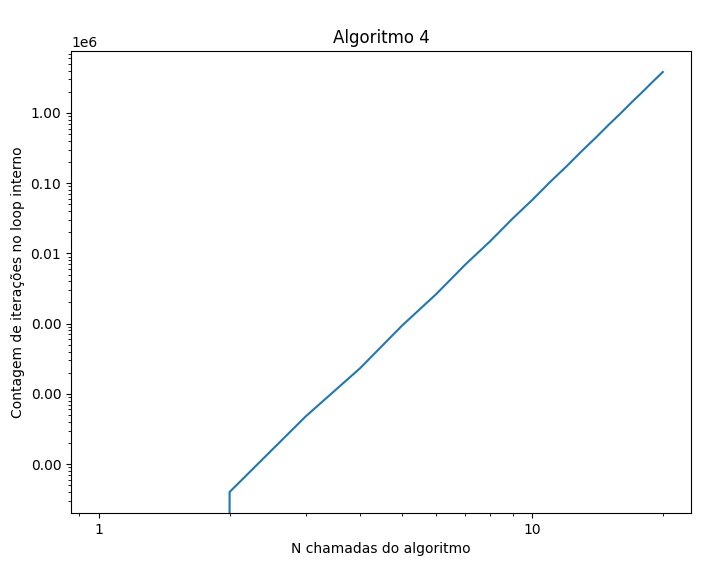 Algoritmo 4
1e6
1.00
0.10
0.01
0.00
0.00
0.00
Contagem de iterações no loop interno
1
10
N chamadas do algoritmo